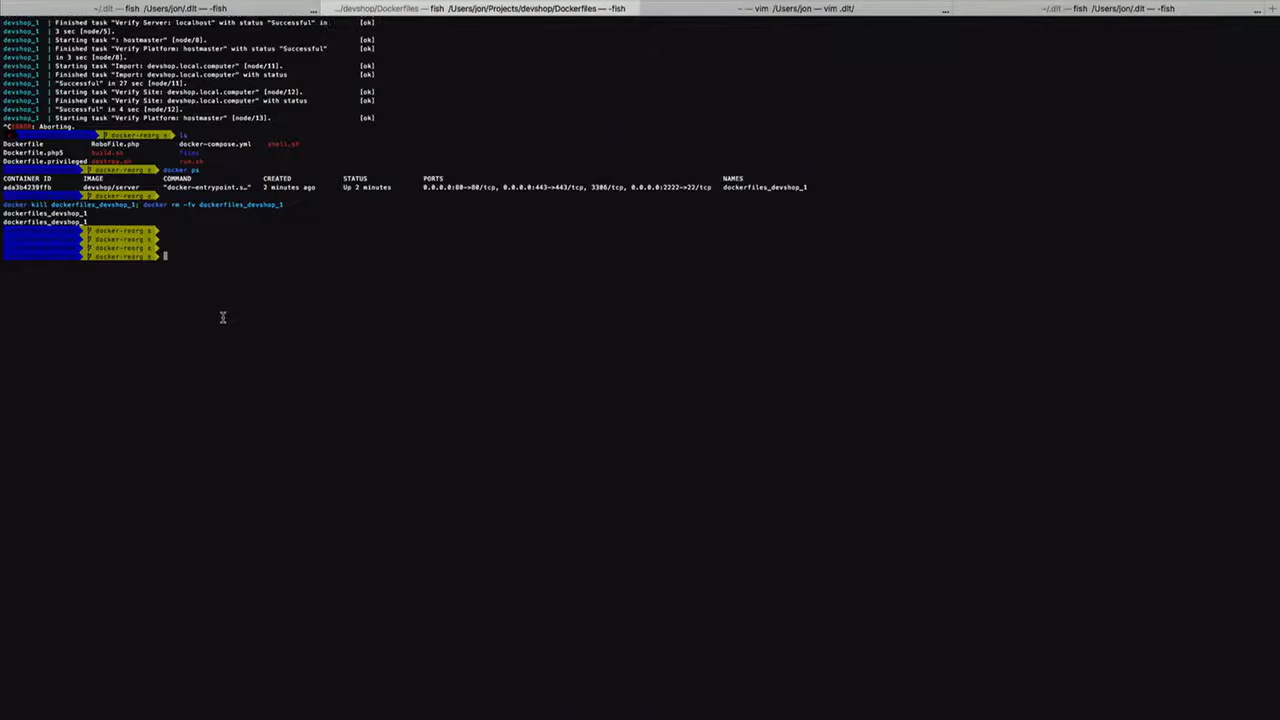 ~/.dlt — fish /Users/jon/.dlt — -fish ... .../devshop/Dockerfiles — fish /Users/jon/Projects/devshop/Dockerfiles — -fish ~ — vim /Users/jon — vim .dlt/ ... ~/.dlt — fish /Users/jon/.dlt — -fish ... +
devshop_1 | Finished task "Verify Server: localhost" with status "Successful" in [ok]
devshop_1 | 3 sec [node/5].
devshop_1 | Starting task ": hostmaster" [node/8]. [ok]
devshop_1 | Finished task "Verify Platform: hostmaster" with status "Successful" [ok]
devshop_1 | in 3 sec [node/8].
devshop_1 | Starting task "Import: devshop.local.computer" [node/11]. [ok]
devshop_1 | Finished task "Import: devshop.local.computer" with status [ok]
devshop_1 | "Successful" in 27 sec [node/11].
devshop_1 | Starting task "Verify Site: devshop.local.computer" [node/12]. [ok]
devshop_1 | Finished task "Verify Site: devshop.local.computer" with status [ok]
devshop_1 | "Successful" in 4 sec [node/12].
devshop_1 | Starting task "Verify Platform: hostmaster" [node/13]. [ok]
^CERROR: Aborting.
docker-reorg ± ls
Dockerfile RoboFile.php docker-compose.yml shell.sh
Dockerfile.php5 build.sh files
Dockerfile.privileged destroy.sh run.sh
docker-reorg ± docker ps
CONTAINER ID IMAGE COMMAND CREATED STATUS PORTS NAMES
ada3b4239ffb devshop/server "docker-entrypoint.s…" 2 minutes ago Up 2 minutes 0.0.0.0:80->80/tcp, 0.0.0.0:443->443/tcp, 3306/tcp, 0.0.0.0:2222->22/tcp dockerfiles_devshop_1
docker-reorg ±
docker kill dockerfiles_devshop_1; docker rm -fv dockerfiles_devshop_1
dockerfiles_devshop_1
dockerfiles_devshop_1
docker-reorg ±
docker-reorg ±
docker-reorg ±
docker-reorg ±